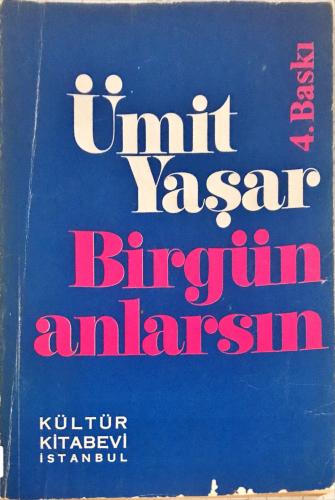 Ümit
Yaşar
4. Baskı
Birgün
anlarsın
KÜLTÜR
KİTABEVİ
İSTANBUL